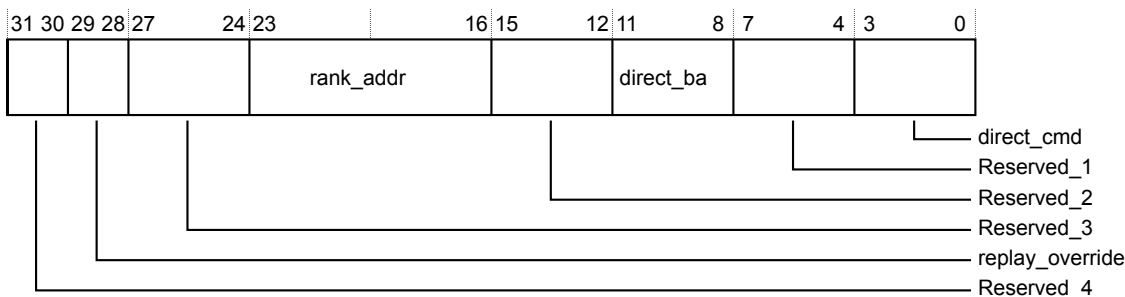 31 30 29 28 27 24 23 16 15 12 11 8 7 4 3 0
rank_addr direct_ba
direct_cmd
Reserved_1
Reserved_2
Reserved_3
replay_override
Reserved_4